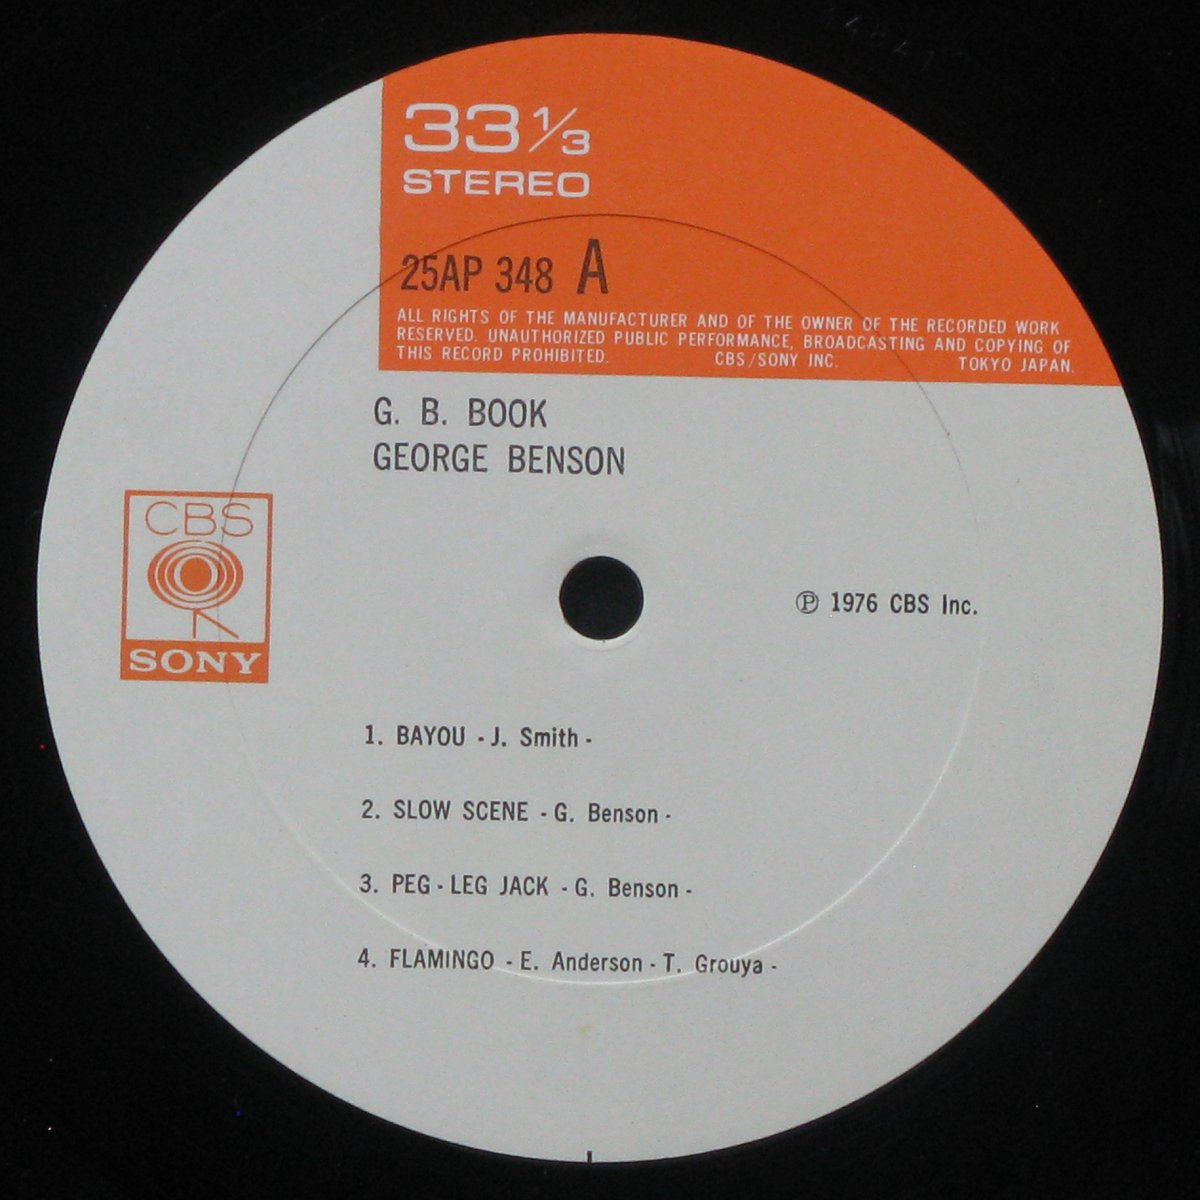 33 1/3
STEREO
25AP 348 A
ALL RIGHTS OF THE MANUFACTURER AND OF THE OWNER OF THE RECORDED WORK
RESERVED. UNAUTHORIZED PUBLIC PERFORMANCE, BROADCASTING AND COPYING OF
THIS RECORD PROHIBITED. CBS/SONY INC. TOKYO JAPAN.
G. B. BOOK
GEORGE BENSON
CBS
SONY
℗ 1976 CBS Inc.
1. BAYOU - J. Smith -
2. SLOW SCENE - G. Benson -
3. PEG - LEG JACK - G. Benson -
4. FLAMINGO - E. Anderson - T. Grouya -